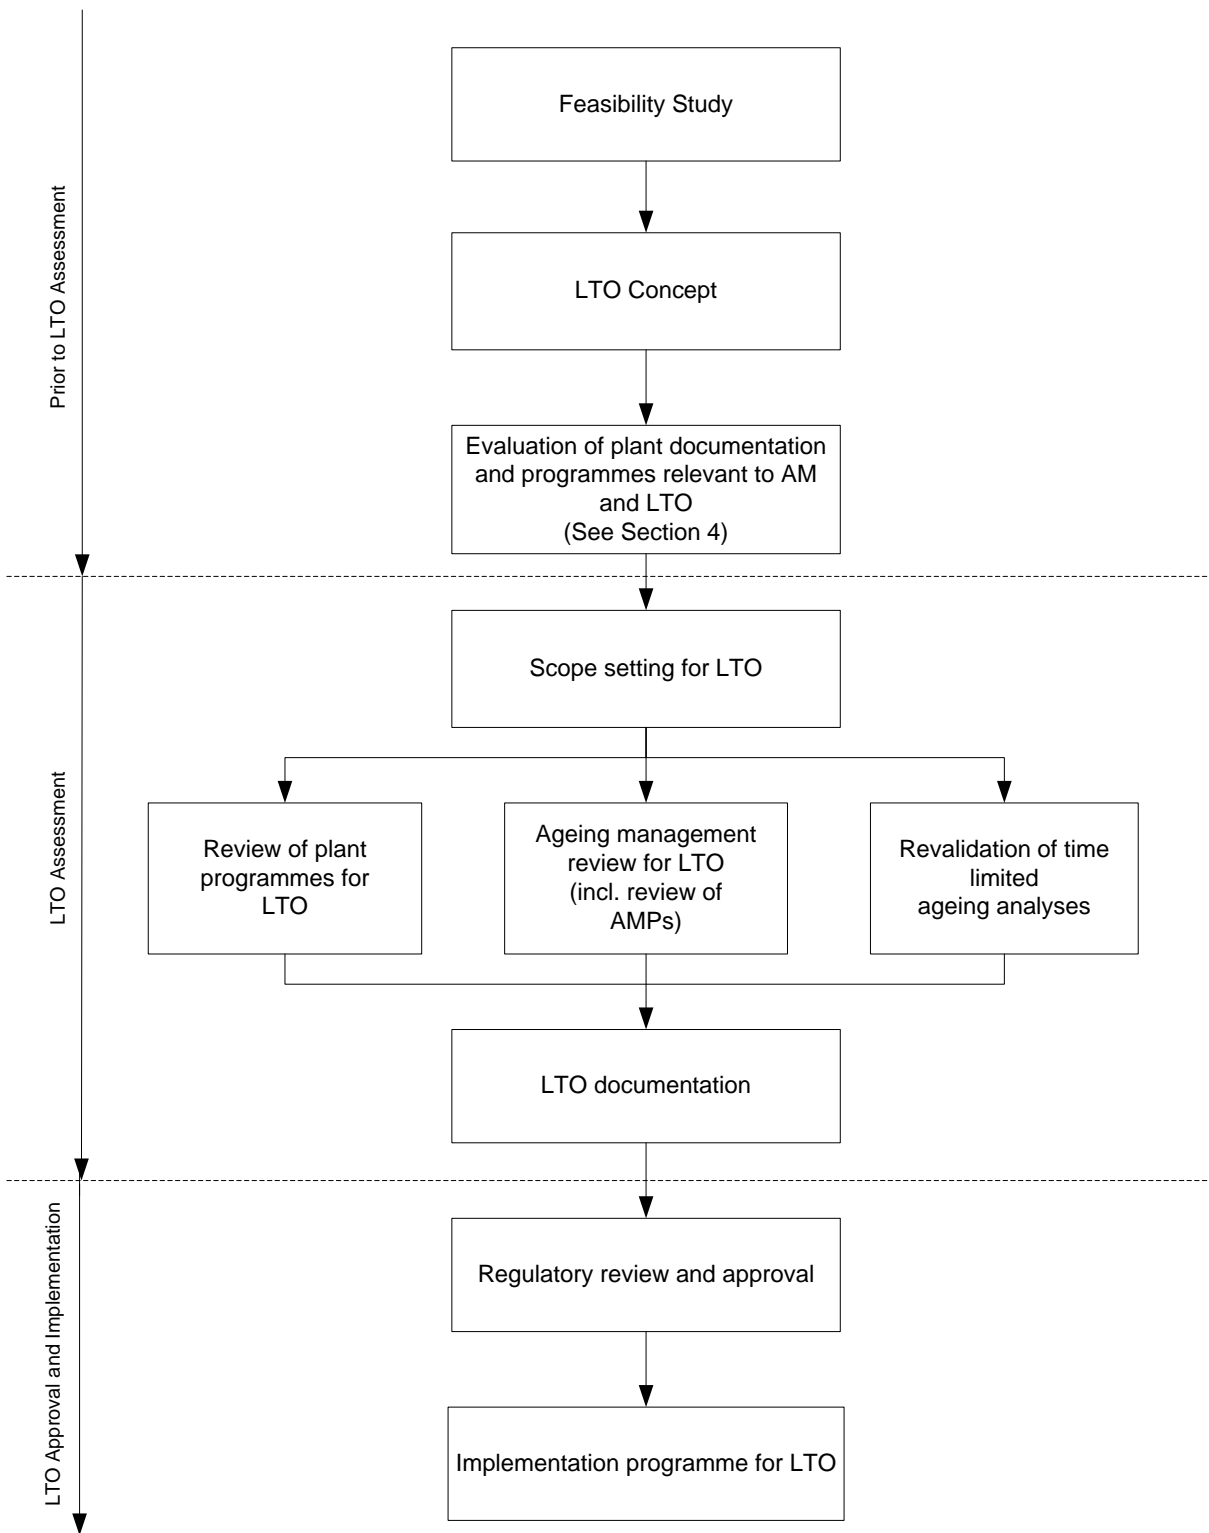 Prior to LTO Assessment
Feasibility Study
LTO Concept
Evaluation of plant documentation
and programmes relevant to AM
and LTO
(See Section 4)
LTO Assessment
Scope setting for LTO
Review of plant
programmes for
LTO
Ageing management
review for LTO
(incl. review of
AMPs)
Revalidation of time
limited
ageing analyses
LTO documentation
LTO Approval and Implementation
Regulatory review and approval
Implementation programme for LTO